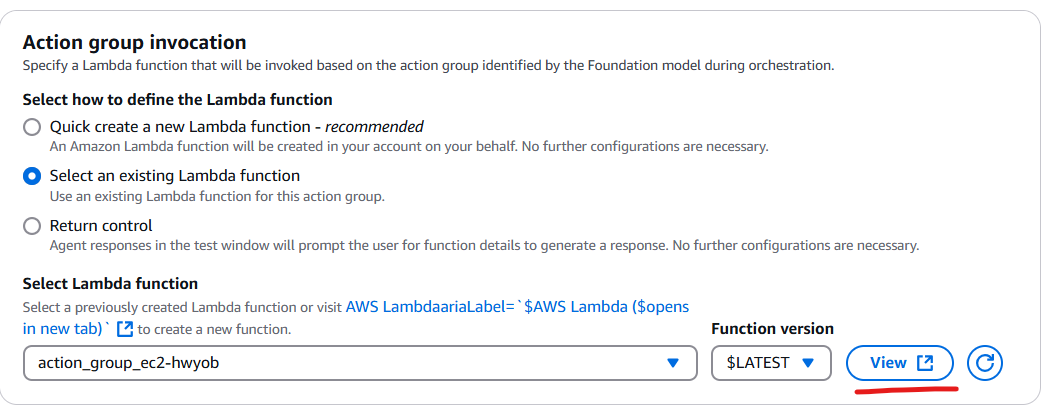 Action group invocation
Specify a Lambda function that will be invoked based on the action group identified by the Foundation model during orchestration.
Select how to define the Lambda function
Quick create a new Lambda function - recommended
An Amazon Lambda function will be created in your account on your behalf. No further configurations are necessary.
Select an existing Lambda function
Use an existing Lambda function for this action group.
Return control
Agent responses in the test window will prompt the user for function details to generate a response. No further configurations are necessary.
Select Lambda function
Select a previously created Lambda function or visit AWS LambdaariaLabel=`$AWS Lambda ($opens
in new tab)` to create a new function.
Function version
action_group_ec2-hwyob
$LATEST
View